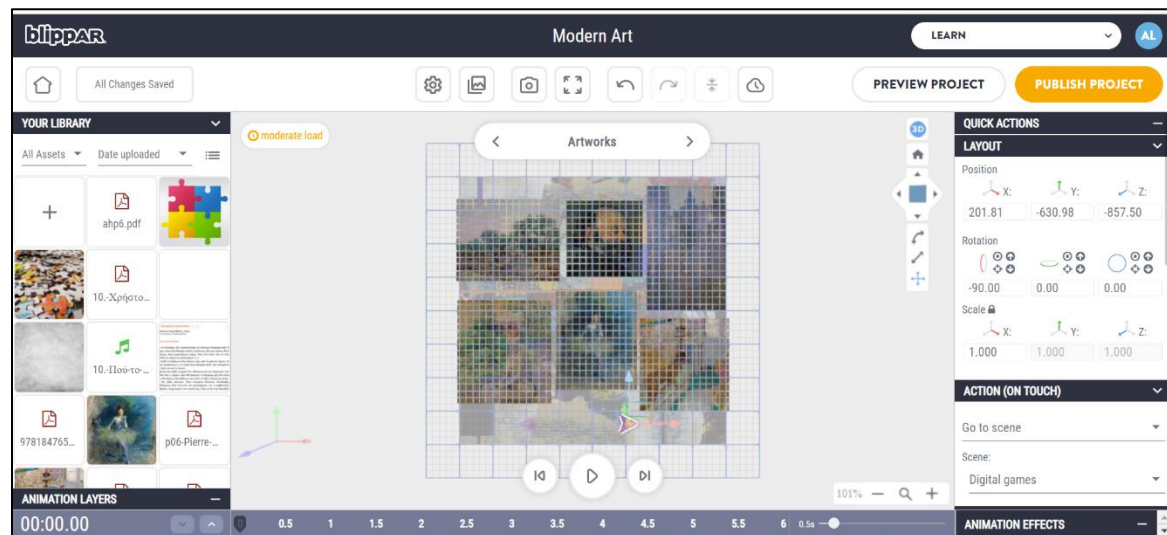 blippAR
Modern Art
LEARN
AL
All Changes Saved
PREVIEW PROJECT
PUBLISH PROJECT
YOUR LIBRARY
All Assets
Date uploaded
ahp6.pdf
10.-Χρήστο...
10.-Πού-το-...
978184765...
p06-Pierre-...
ANIMATION LAYERS
00:00.00
moderate load
Artworks
3D
101%
0.5 1 1.5 2 2.5 3 3.5 4 4.5 5 5.5 6 0.5s
QUICK ACTIONS
LAYOUT
Position
X: Y: Z:
201.81 -630.98 -857.50
Rotation
-90.00 0.00 0.00
Scale
X: Y: Z:
1.000 1.000 1.000
ACTION (ON TOUCH)
Go to scene
Scene:
Digital games
ANIMATION EFFECTS